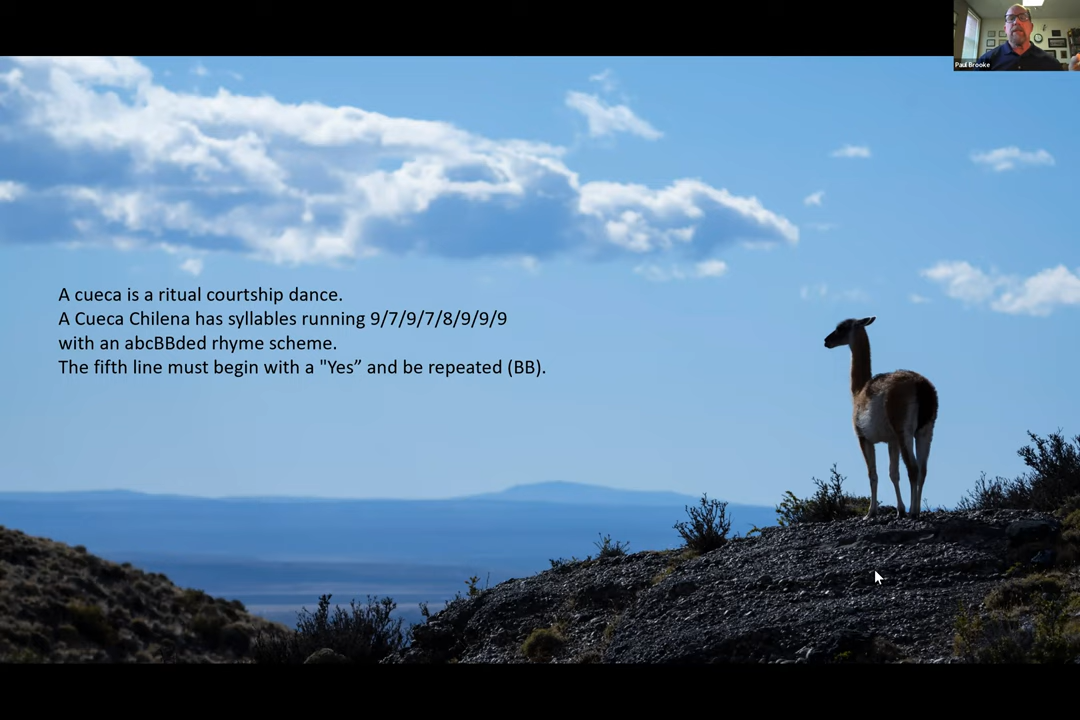 Paul Brooke
A cueca is a ritual courtship dance.
A Cueca Chilena has syllables running 9/7/9/7/8/9/9/9
with an abcBBded rhyme scheme.
The fifth line must begin with a "Yes” and be repeated (BB).